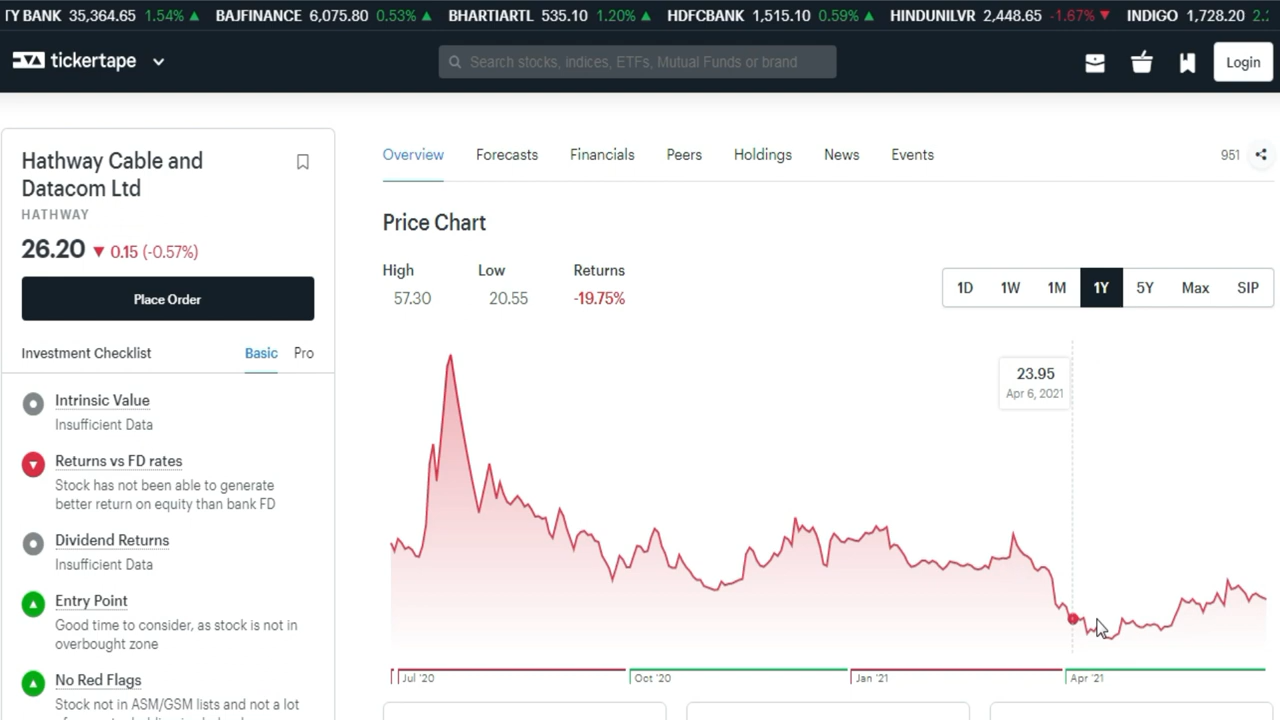 TY BANK 35,364.65 1.54% ▲ BAJFINANCE 6,075.80 0.53% ▲ BHARTIARTL 535.10 1.20% ▲ HDFCBANK 1,515.10 0.59% ▲ HINDUNILVR 2,448.65 -1.67% ▼ INDIGO 1,728.20
tickertape
Search stocks, indices, ETFs, Mutual Funds or brand
Login
Hathway Cable and
Datacom Ltd
HATHWAY
26.20 ▼ 0.15 (-0.57%)
Place Order
Investment Checklist Basic Pro
Intrinsic Value
Insufficient Data
Returns vs FD rates
Stock has not been able to generate
better return on equity than bank FD
Dividend Returns
Insufficient Data
Entry Point
Good time to consider, as stock is not in
overbought zone
No Red Flags
Stock not in ASM/GSM lists and not a lot
Overview Forecasts Financials Peers Holdings News Events 951
Price Chart
High Low Returns
57.30 20.55 -19.75%
1D 1W 1M 1Y 5Y Max SIP
23.95
Apr 6, 2021
Jul '20 Oct '20 Jan '21 Apr '21